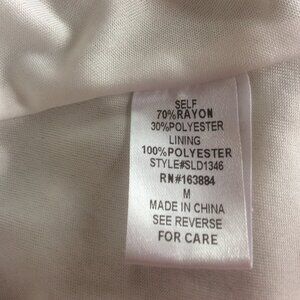 SELF
70%RAYON
30%POLYESTER
LINING
100%POLYESTER
STYLE#SLD1346
RN#163884
M
MADE IN CHINA
SEE REVERSE
FOR CARE